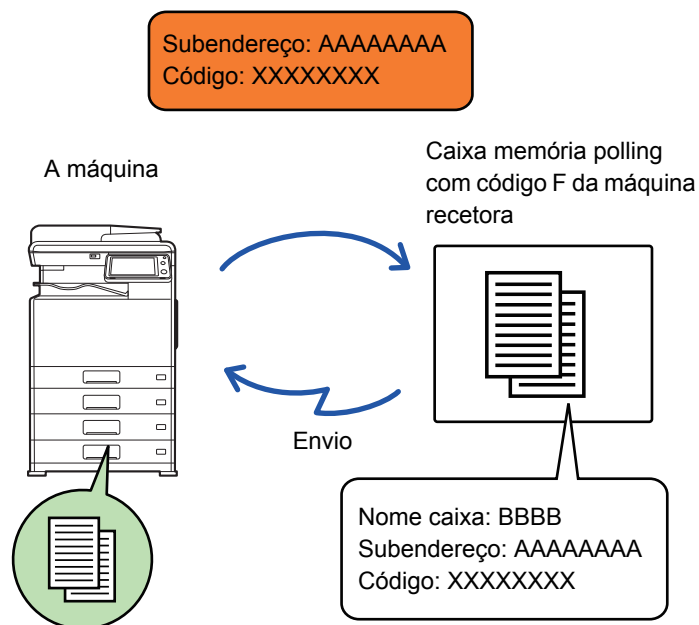 Subendereço: AAAAAAAA
Código: XXXXXXXX
A máquina
Caixa memória polling
com código F da máquina
recetora
Envio
Nome caixa: BBBB
Subendereço: AAAAAAAA
Código: XXXXXXXX